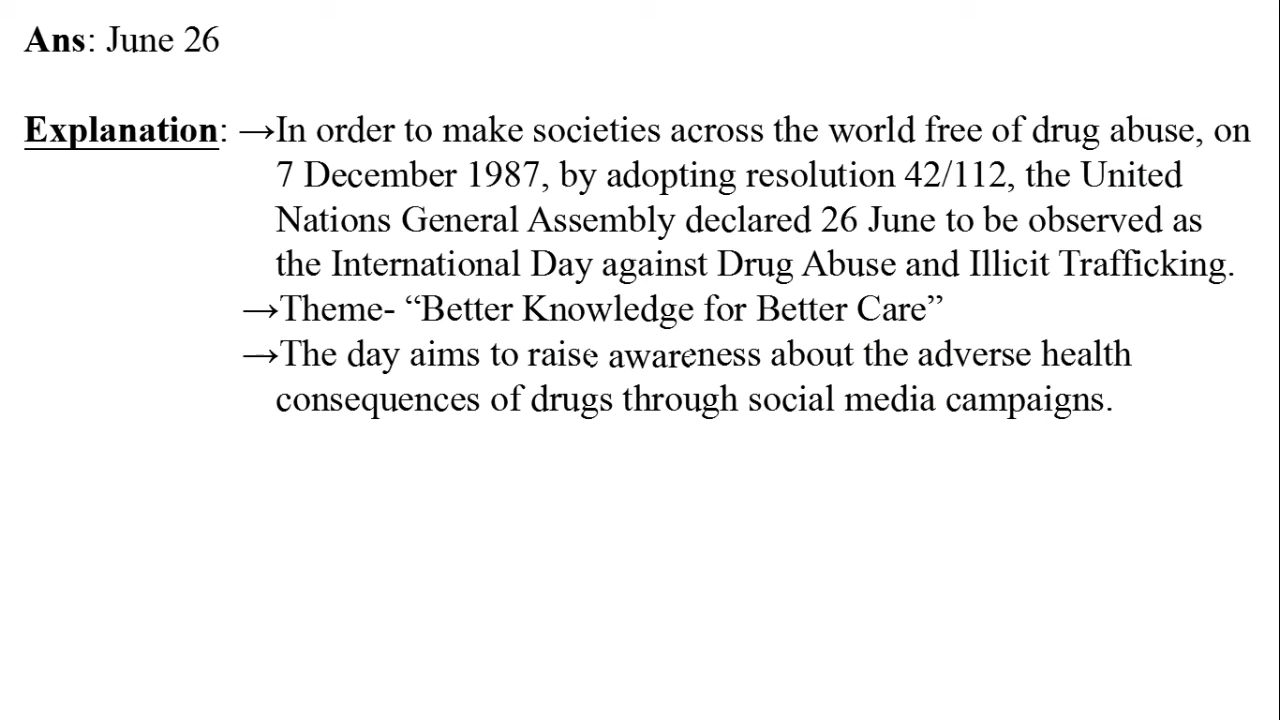 Ans: June 26
Explanation: →In order to make societies across the world free of drug abuse, on
7 December 1987, by adopting resolution 42/112, the United
Nations General Assembly declared 26 June to be observed as
the International Day against Drug Abuse and Illicit Trafficking.
→Theme- “Better Knowledge for Better Care”
→The day aims to raise awareness about the adverse health
consequences of drugs through social media campaigns.